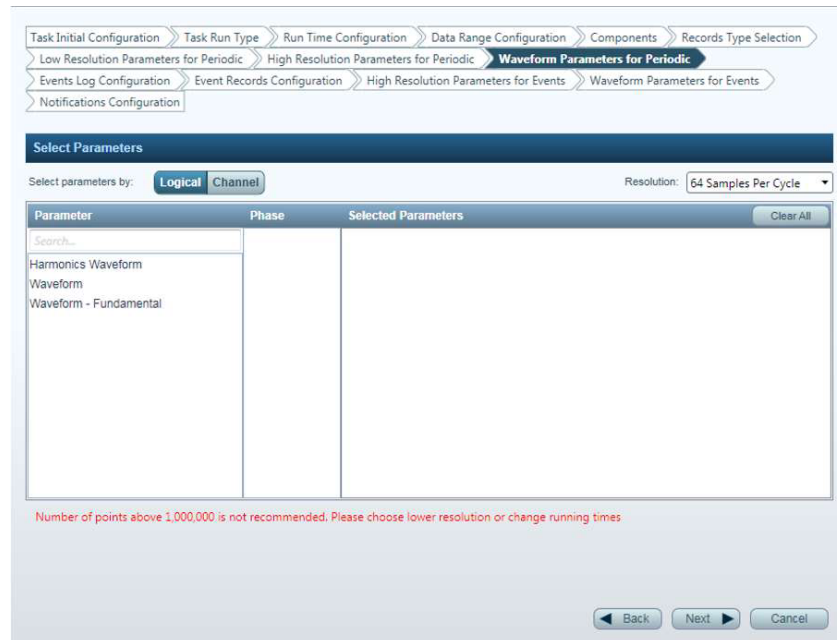 Task Initial Configuration Task Run Type Run Time Configuration Data Range Configuration Components Records Type Selection
Low Resolution Parameters for Periodic High Resolution Parameters for Periodic Waveform Parameters for Periodic
Events Log Configuration Event Records Configuration High Resolution Parameters for Events Waveform Parameters for Events
Notifications Configuration
Select Parameters
Select parameters by: Logical Channel Resolution: 64 Samples Per Cycle
Parameter Phase Selected Parameters Clear All
Search...
Harmonics Waveform
Waveform
Waveform - Fundamental
Number of points above 1,000,000 is not recommended. Please choose lower resolution or change running times
Back Next Cancel